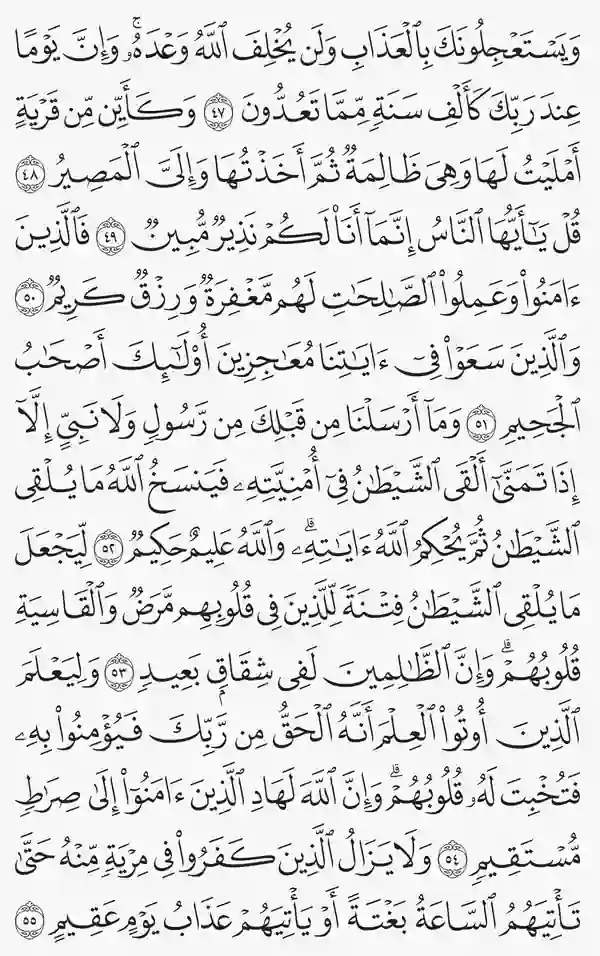 وَيَسْتَعْجِلُونَكَ بِٱلْعَذَابِ وَلَن يُخْلِفَ ٱللَّهُ وَعْدَهُۥۚ وَإِنَّ يَوْمًا
عِندَ رَبِّكَ كَأَلْفِ سَنَةٍ مِّمَّا تَعُدُّونَ ٤٧ وَكَأَيِّن مِّن قَرْيَةٍ
أَمْلَيْتُ لَهَا وَهِىَ ظَالِمَةٌ ثُمَّ أَخَذْتُهَا وَإِلَىَّ ٱلْمَصِيرُ ٤٨
قُلْ يَٰٓأَيُّهَا ٱلنَّاسُ إِنَّمَآ أَنَا۠ لَكُمْ نَذِيرٌ مُّبِينٌ ٤٩ فَٱلَّذِينَ
ءَامَنُوا۟ وَعَمِلُوا۟ ٱلصَّٰلِحَٰتِ لَهُم مَّغْفِرَةٌ وَرِزْقٌ كَرِيمٌ ٥٠
وَٱلَّذِينَ سَعَوْا۟ فِىٓ ءَايَٰتِنَا مُعَٰجِزِينَ أُو۟لَٰٓئِكَ أَصْحَٰبُ
ٱلْجَحِيمِ ٥١ وَمَآ أَرْسَلْنَا مِن قَبْلِكَ مِن رَّسُولٍ وَلَا نَبِىٍّ إِلَّآ
إِذَا تَمَنَّىٰٓ أَلْقَى ٱلشَّيْطَٰنُ فِىٓ أُمْنِيَّتِهِۦ فَيَنسَخُ ٱللَّهُ مَا يُلْقِى
ٱلشَّيْطَٰنُ ثُمَّ يُحْكِمُ ٱللَّهُ ءَايَٰتِهِۦۗ وَٱللَّهُ عَلِيمٌ حَكِيمٌ ٥٢ لِّيَجْعَلَ
مَا يُلْقِى ٱلشَّيْطَٰنُ فِتْنَةً لِّلَّذِينَ فِى قُلُوبِهِم مَّرَضٌ وَٱلْقَاسِيَةِ
قُلُوبُهُمْۗ وَإِنَّ ٱلظَّٰلِمِينَ لَفِى شِقَاقٍۭ بَعِيدٍ ٥٣ وَلِيَعْلَمَ
ٱلَّذِينَ أُوتُوا۟ ٱلْعِلْمَ أَنَّهُ ٱلْحَقُّ مِن رَّبِّكَ فَيُؤْمِنُوا۟ بِهِۦ
فَتُخْبِتَ لَهُۥ قُلُوبُهُمْۗ وَإِنَّ ٱللَّهَ لَهَادِ ٱلَّذِينَ ءَامَنُوٓا۟ إِلَىٰ صِرَٰطٍ
مُّسْتَقِيمٍ ٥٤ وَلَا يَزَالُ ٱلَّذِينَ كَفَرُوا۟ فِى مِرْيَةٍ مِّنْهُ حَتَّىٰ
تَأْتِيَهُمُ ٱلسَّاعَةُ بَغْتَةً أَوْ يَأْتِيَهُمْ عَذَابُ يَوْمٍ عَقِيمٍ ٥٥